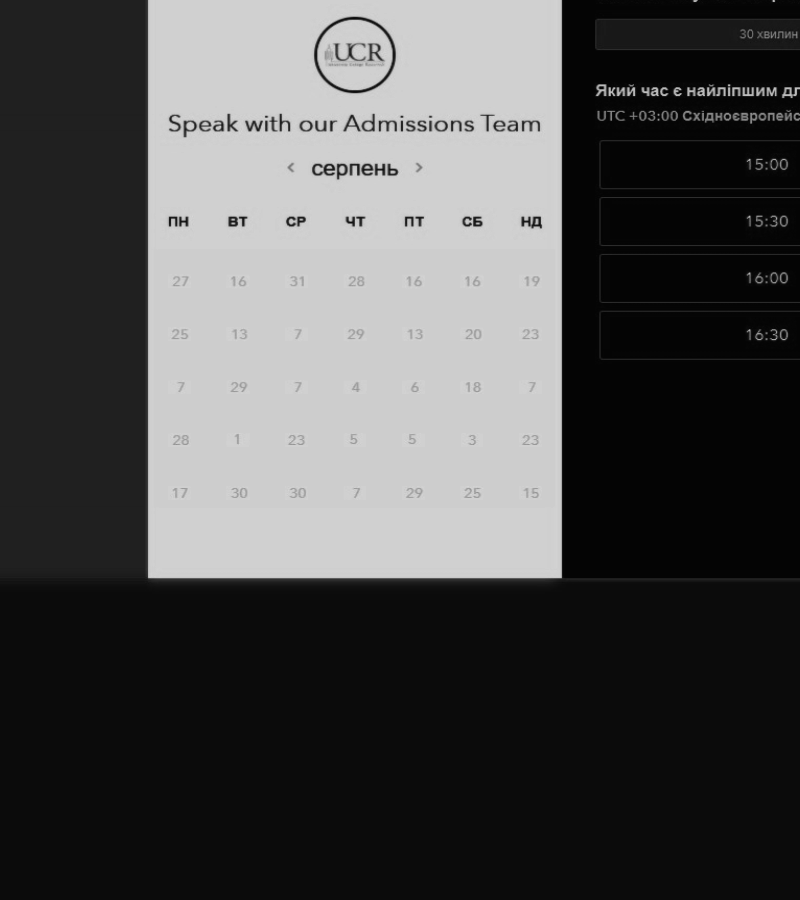 UCR
Speak with our Admissions Team
< серпень >
ПН ВТ СР ЧТ ПТ СБ НД
27 16 31 28 16 16 19
25 13 7 29 13 20 23
7 29 7 4 6 18 7
28 1 23 5 5 3 23
17 30 30 7 29 25 15
30 хвилин
Який час є найліпшим дл
UTC +03:00 Східноєвропейс
15:00
15:30
16:00
16:30